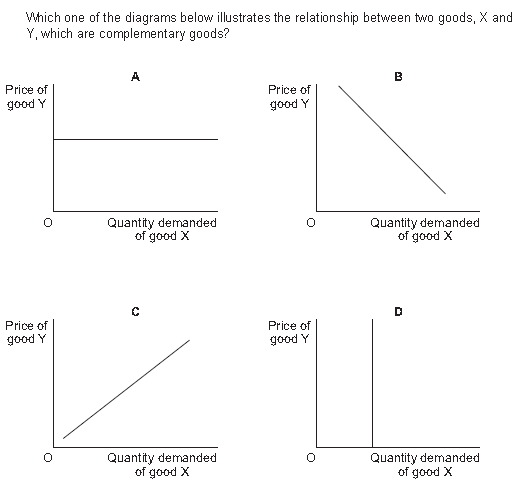 Which one of the diagrams below illustrates the relationship between two goods, X and
Y, which are complementary goods?
A
Price of
good Y
O
Quantity demanded
of good X
B
Price of
good Y
O
Quantity demanded
of good X
C
Price of
good Y
O
Quantity demanded
of good X
D
Price of
good Y
O
Quantity demanded
of good X